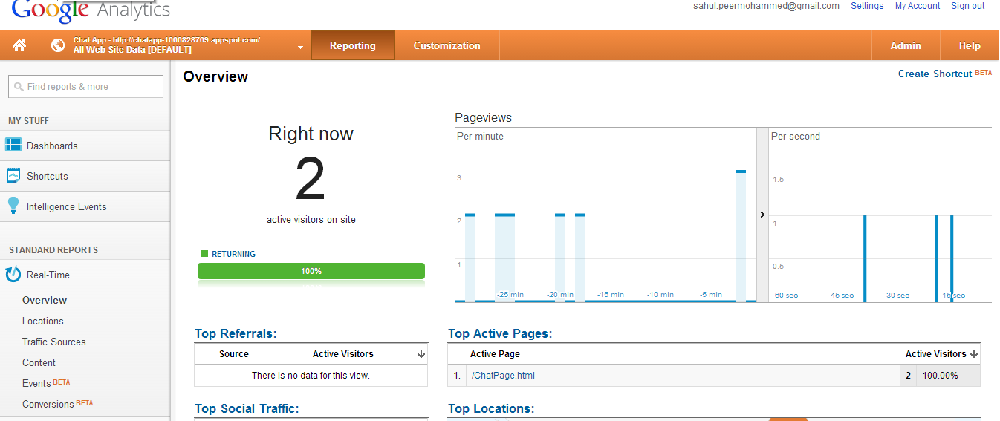 Google Analytics
sahul.peermohammed@gmail.com Settings My Account Sign out
Chat App - http://chatapp-1000828709.appspot.com/
All Web Site Data [DEFAULT]
Reporting Customization Admin Help
Find reports & more
MY STUFF
Dashboards
Shortcuts
Intelligence Events
STANDARD REPORTS
Real-Time
Overview
Locations
Traffic Sources
Content
Events BETA
Conversions BETA
Overview
Create Shortcut BETA
Right now
2
active visitors on site
RETURNING
100%
Pageviews
Per minute
3
2
1
-25 min -20 min -15 min -10 min -5 min
Per second
1.5
1
0.5
-60 sec -45 sec -30 sec -15 sec
Top Referrals:
Source Active Visitors
There is no data for this view.
Top Active Pages:
Active Page Active Visitors
1. /ChatPage.html 2 100.00%
Top Social Traffic:
Top Locations: